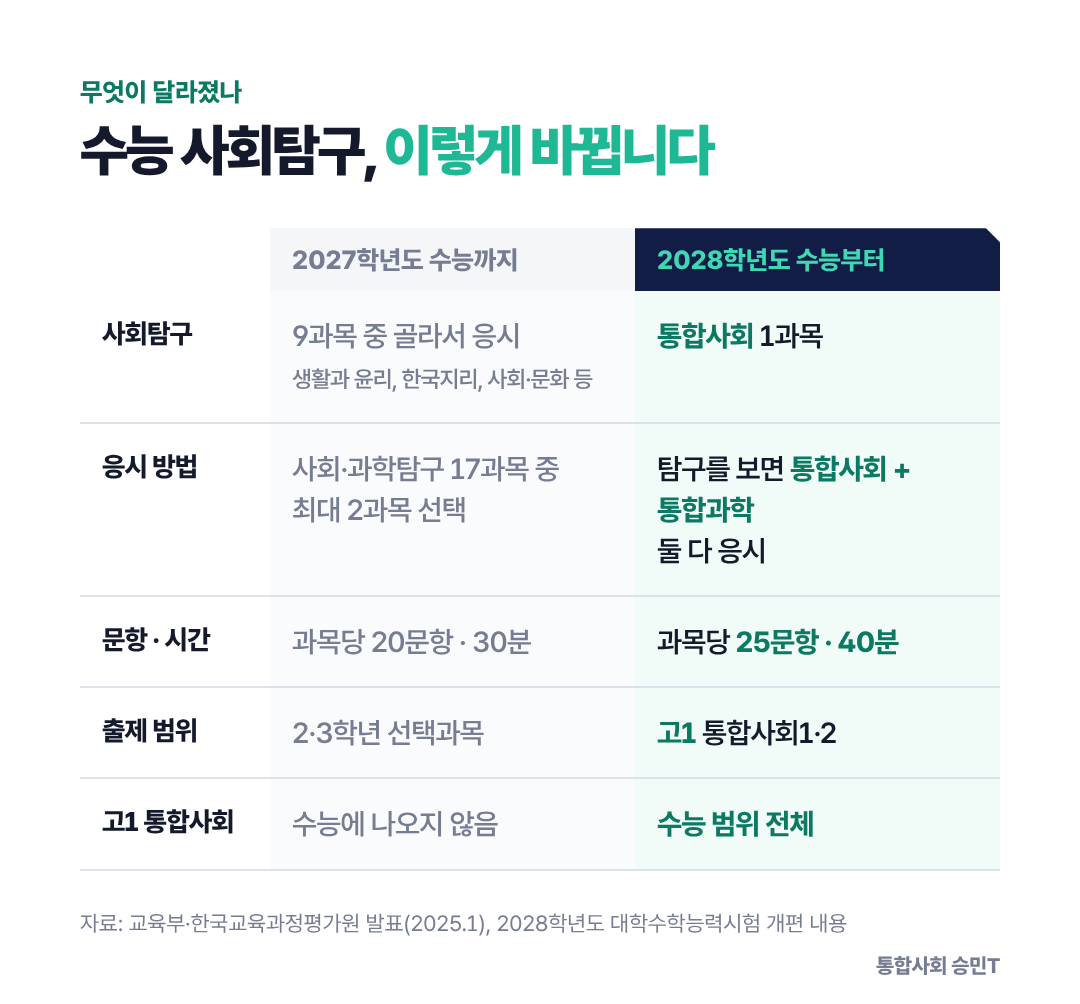 무엇이 달라졌나
수능 사회탐구, 이렇게 바뀝니다
2027학년도 수능까지
2028학년도 수능부터
사회탐구
9과목 중 골라서 응시
생활과 윤리, 한국지리, 사회·문화 등
통합사회 1과목
응시 방법
사회·과학탐구 17과목 중
최대 2과목 선택
탐구를 보면 통합사회 +
통합과학
둘 다 응시
문항 · 시간
과목당 20문항 · 30분
과목당 25문항 · 40분
출제 범위
2·3학년 선택과목
고1 통합사회1·2
고1 통합사회
수능에 나오지 않음
수능 범위 전체
자료: 교육부·한국교육과정평가원 발표(2025.1), 2028학년도 대학수학능력시험 개편 내용
통합사회 승민T